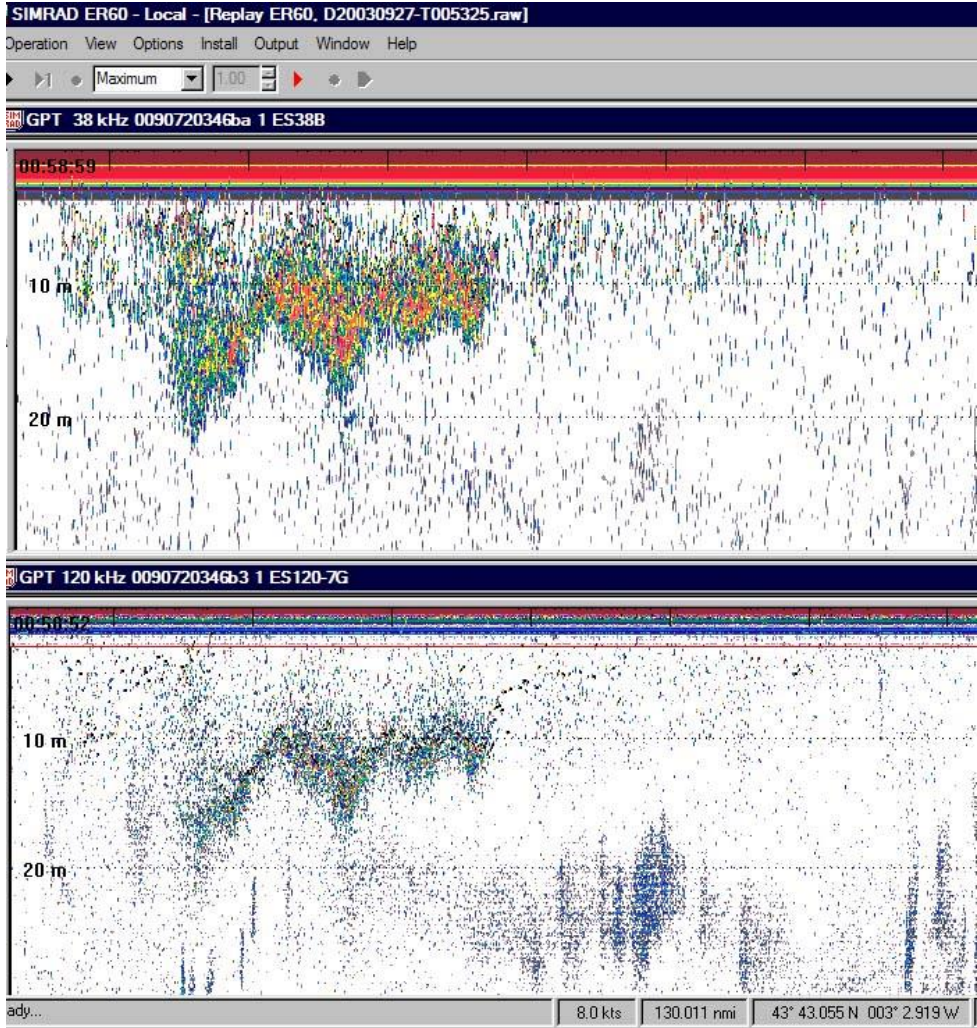 SIMRAD ER60 - Local - [Replay ER60, D20030927-T005325.raw]
Operation View Options Install Output Window Help
Maximum 1.00
SIM RAD GPT 38 kHz 0090720346ba 1 ES38B
00:58:59
10 m
20 m
GPT 120 kHz 0090720346b3 1 ES120-7G
10 m
20 m
ady... 8.0 kts 130.011 nmi 43° 43.055 N 003° 2.919 W